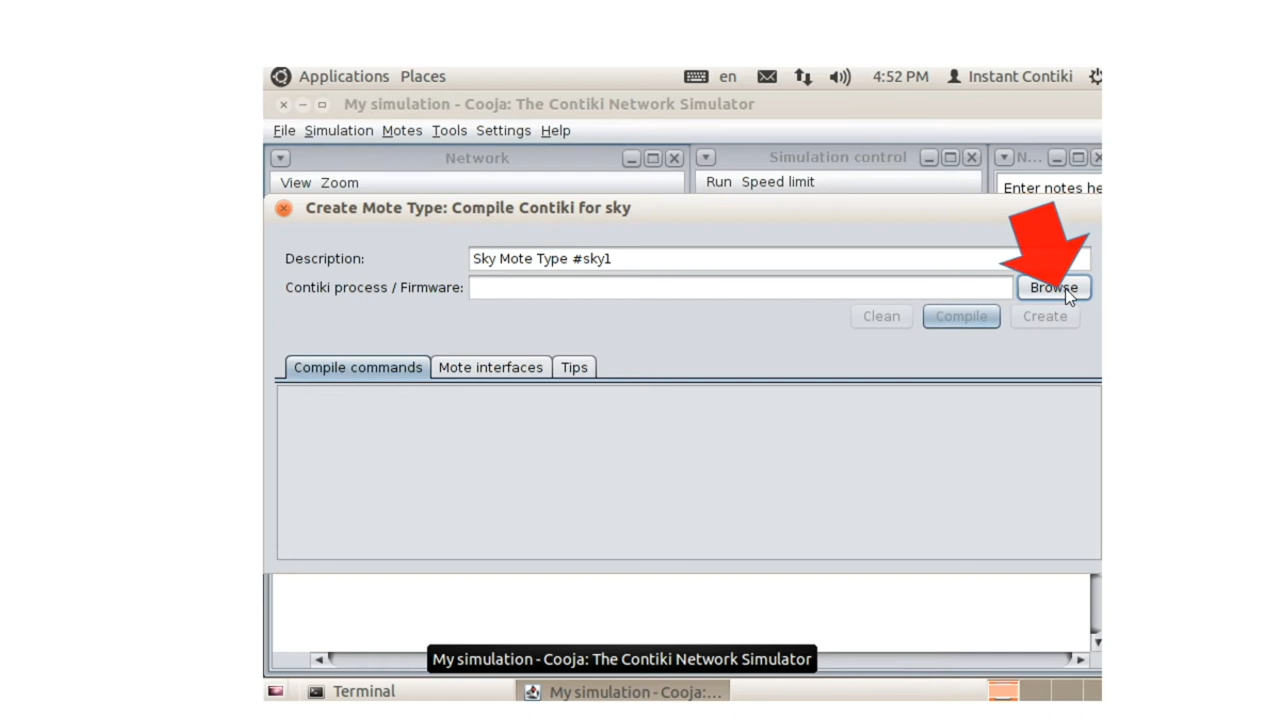 Applications Places en 4:52 PM Instant Contiki
My simulation - Cooja: The Contiki Network Simulator
File Simulation Motes Tools Settings Help
Network Simulation control N...
View Zoom Run Speed limit Enter notes he
Create Mote Type: Compile Contiki for sky
Description: Sky Mote Type #sky1
Contiki process / Firmware: Browse
Clean Compile Create
Compile commands Mote interfaces Tips
My simulation - Cooja: The Contiki Network Simulator
Terminal My simulation - Cooja:...